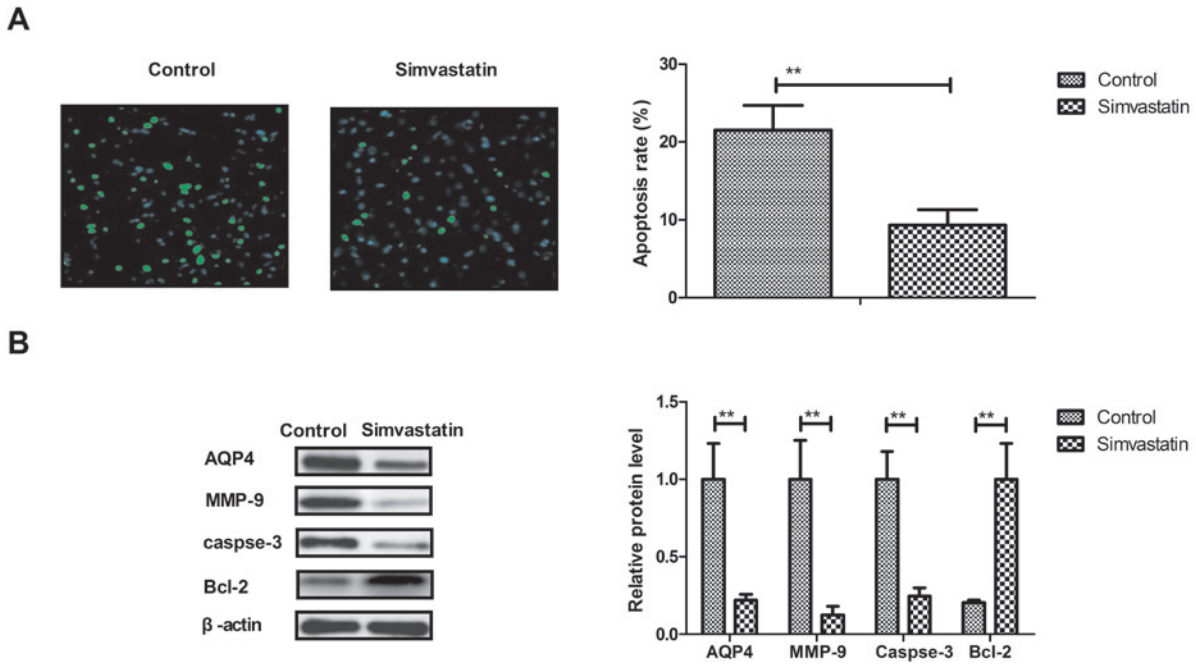 A
Control Simvastatin
Apoptosis rate (%)
30
20
10
0
**
Control
Simvastatin
B
Control Simvastatin
AQP4
MMP-9
caspse-3
Bcl-2
β -actin
Relative protein level
1.5
1.0
0.5
0.0
** ** ** **
AQP4 MMP-9 Caspse-3 Bcl-2
Control
Simvastatin